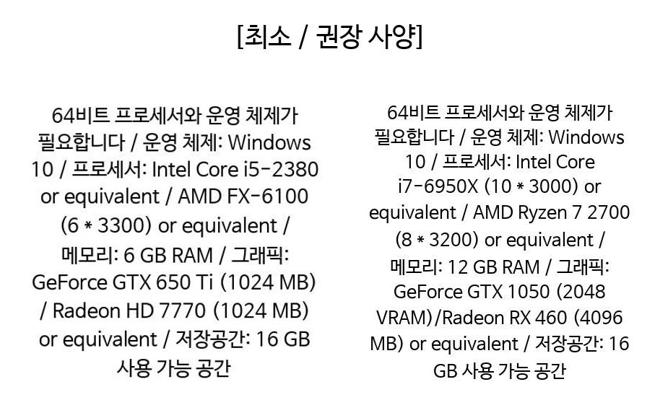 [최소 / 권장 사양]
64비트 프로세서와 운영 체제가
필요합니다 / 운영 체제: Windows
10 / 프로세서: Intel Core i5-2380
or equivalent / AMD FX-6100
(6 * 3300) or equivalent /
메모리: 6 GB RAM / 그래픽:
GeForce GTX 650 Ti (1024 MB)
/ Radeon HD 7770 (1024 MB)
or equivalent / 저장공간: 16 GB
사용 가능 공간
64비트 프로세서와 운영 체제가
필요합니다 / 운영 체제: Windows
10 / 프로세서: Intel Core
i7-6950X (10 * 3000) or
equivalent / AMD Ryzen 7 2700
(8 * 3200) or equivalent /
메모리: 12 GB RAM / 그래픽:
GeForce GTX 1050 (2048
VRAM)/Radeon RX 460 (4096
MB) or equivalent / 저장공간: 16
GB 사용 가능 공간